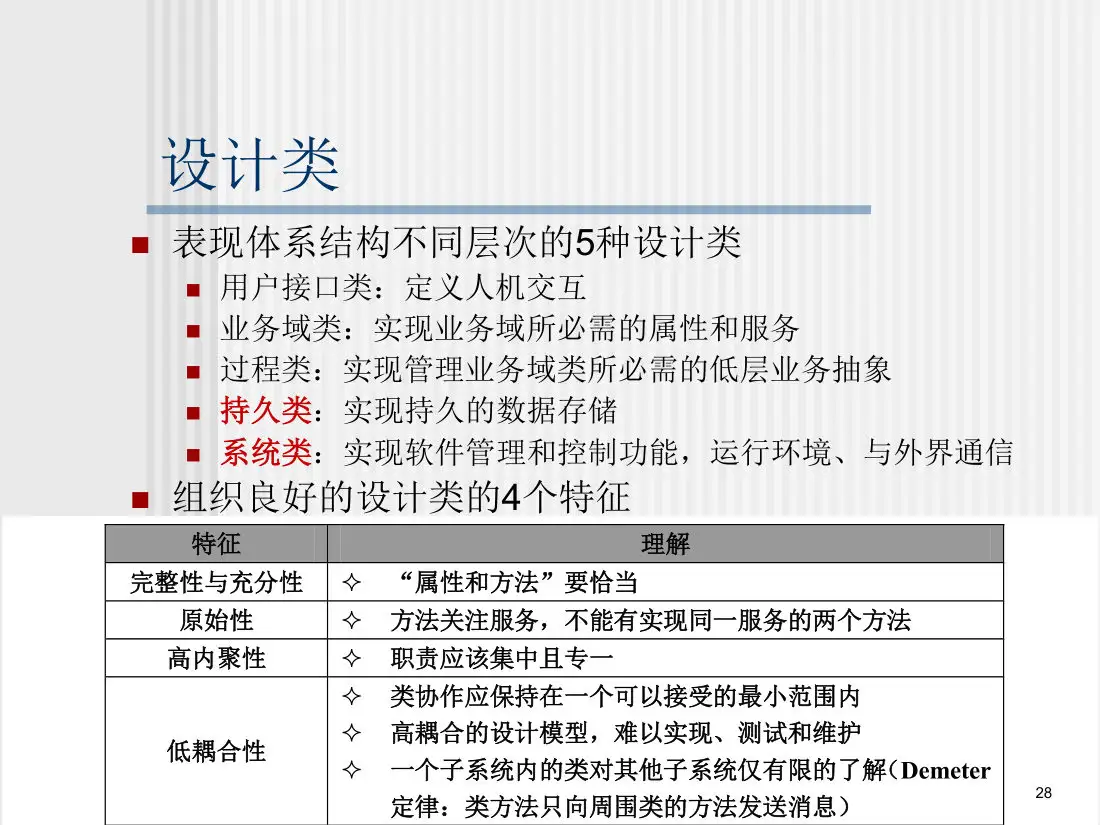 设计类
表现体系结构不同层次的5种设计类
用户接口类：定义人机交互
业务域类：实现业务域所必需的属性和服务
过程类：实现管理业务域类所必需的低层业务抽象
持久类：实现持久的数据存储
系统类：实现软件管理和控制功能，运行环境、与外界通信
组织良好的设计类的4个特征
特征 理解
完整性与充分性 ✧ “属性和方法”要恰当
原始性 ✧ 方法关注服务，不能有实现同一服务的两个方法
高内聚性 ✧ 职责应该集中且专一
低耦合性
✧ 类协作应保持在一个可以接受的最小范围内
✧ 高耦合的设计模型，难以实现、测试和维护
✧ 一个子系统内的类对其他子系统仅有限的了解（Demeter
定律：类方法只向周围类的方法发送消息）
28